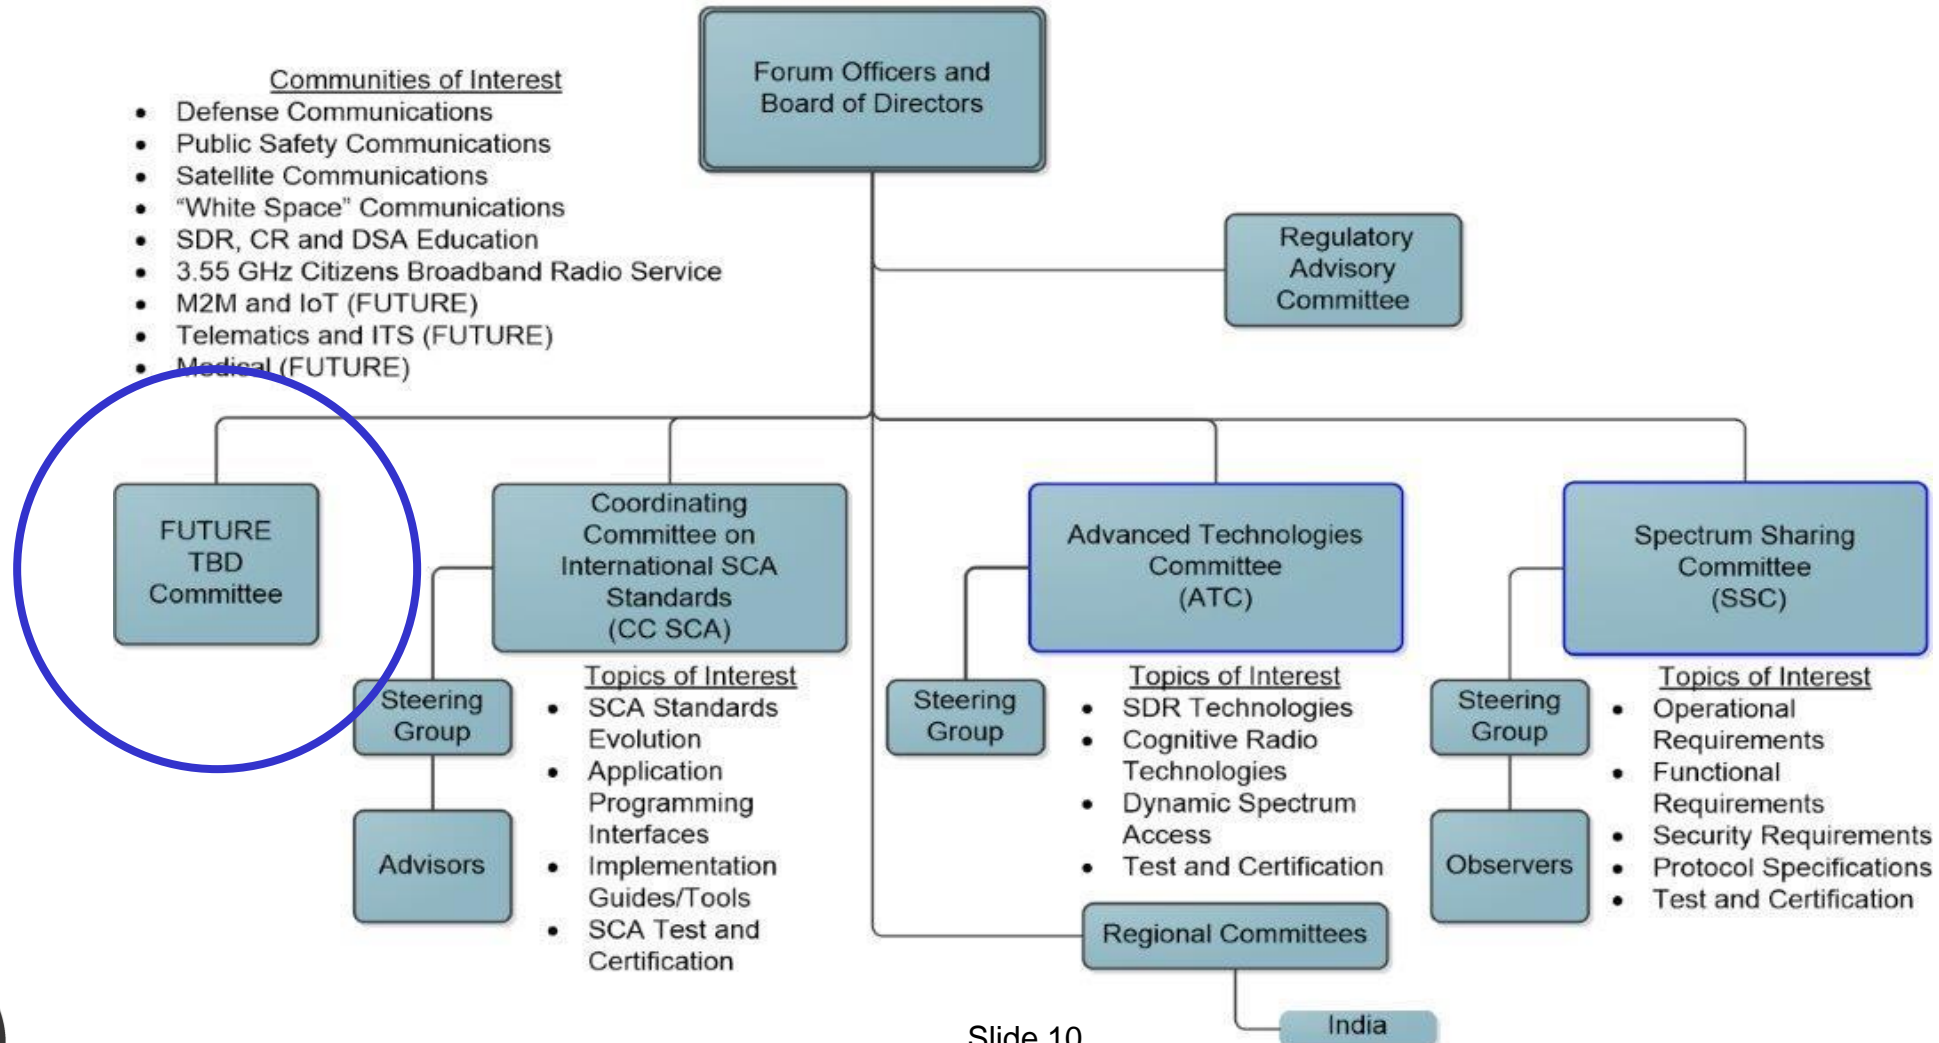 Forum Officers and
Board of Directors
Communities of Interest
• Defense Communications
• Public Safety Communications
• Satellite Communications
• “White Space” Communications
• SDR, CR and DSA Education
• 3.55 GHz Citizens Broadband Radio Service
• M2M and IoT (FUTURE)
• Telematics and ITS (FUTURE)
• Medical (FUTURE)
Regulatory
Advisory
Committee
FUTURE
TBD
Committee
Coordinating
Committee on
International SCA
Standards
(CC SCA)
Steering
Group
Advisors
Topics of Interest
• SCA Standards
Evolution
• Application
Programming
Interfaces
• Implementation
Guides/Tools
• SCA Test and
Certification
Advanced Technologies
Committee
(ATC)
Steering
Group
Topics of Interest
• SDR Technologies
• Cognitive Radio
Technologies
• Dynamic Spectrum
Access
• Test and Certification
Spectrum Sharing
Committee
(SSC)
Steering
Group
Observers
Topics of Interest
• Operational
Requirements
• Functional
Requirements
• Security Requirements
• Protocol Specifications
• Test and Certification
Regional Committees
India
Slide 10